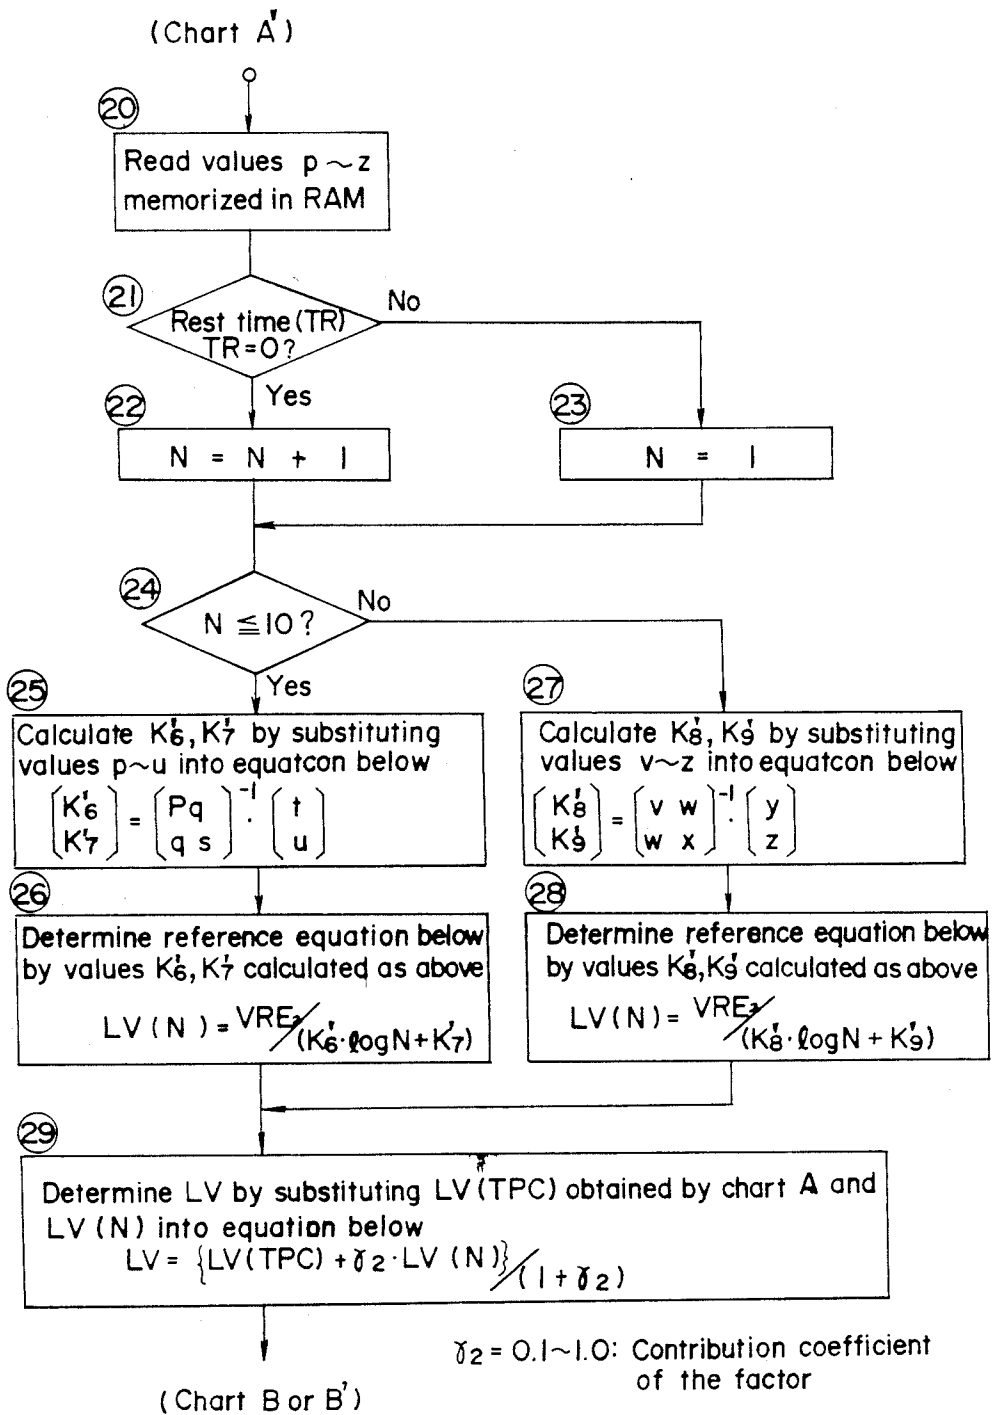 (Chart A')
20
Read values p～z
memorized in RAM
21
Rest time (TR)
TR=0?
No
Yes
22
N = N + 1
23
N = 1
24
N ≦ 10?
No
Yes
25
Calculate K'6, K'7 by substituting
values p~u into equatcon below
(K'6 K'7) = (Pq q s)^-1 · (t u)
27
Calculate K'8, K'9 by substituting
values v~z into equatcon below
(K'8 K'9) = (v w w x)^-1 · (y z)
26
Determine reference equation below
by values K'6, K'7 calculated as above
LV (N) = VRE2/(K'6·logN+K'7)
28
Determine reference equation below
by values K'8, K'9 calculated as above
LV(N) = VRE2/(K'8·logN+K'9)
29
Determine LV by substituting LV(TPC) obtained by chart A and
LV (N) into equation below
LV = {LV(TPC) + γ2·LV (N)}/(1+γ2)
γ2 = 0.1~1.0: Contribution coefficient
of the factor
(Chart B or B')